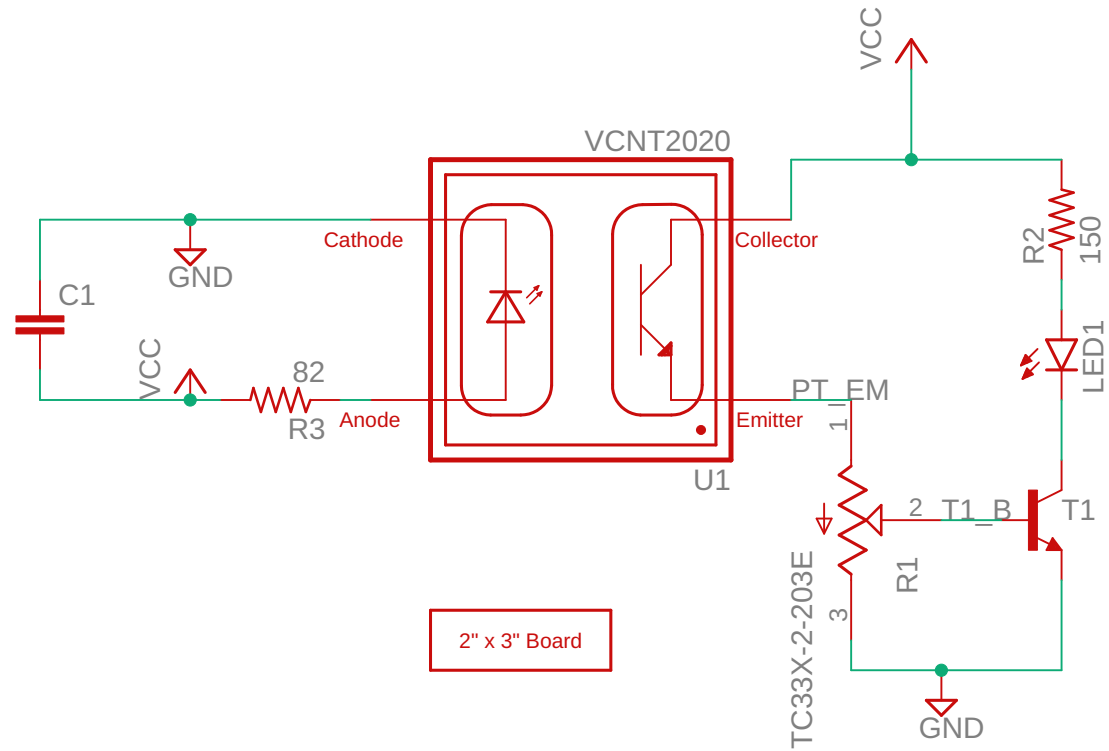 VCC
VCNT2020
Cathode
Collector
R2
150
GND
C1
LED1
VCC
82
R3
Anode
PT_EM
Emitter
1
U1
2
T1_B
T1
R1
TC33X-2-203E
3
2" x 3" Board
GND